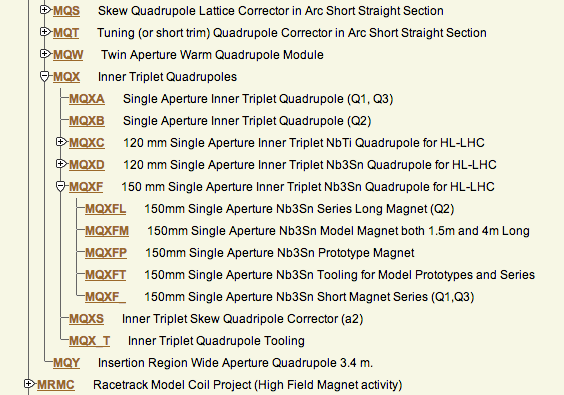 MQS Skew Quadrupole Lattice Corrector in Arc Short Straight Section
MQT Tuning (or short trim) Quadrupole Corrector in Arc Short Straight Section
MQW Twin Aperture Warm Quadrupole Module
MQX Inner Triplet Quadrupoles
MQXA Single Aperture Inner Triplet Quadrupole (Q1, Q3)
MQXB Single Aperture Inner Triplet Quadrupole (Q2)
MQXC 120 mm Single Aperture Inner Triplet NbTi Quadrupole for HL-LHC
MQXD 120 mm Single Aperture Inner Triplet Nb3Sn Quadrupole for HL-LHC
MQXF 150 mm Single Aperture Inner Triplet Nb3Sn Quadrupole for HL-LHC
MQXFL 150mm Single Aperture Nb3Sn Series Long Magnet (Q2)
MQXFM 150mm Single Aperture Nb3Sn Model Magnet both 1.5m and 4m Long
MQXFP 150mm Single Aperture Nb3Sn Prototype Magnet
MQXFT 150mm Single Aperture Nb3Sn Tooling for Model Prototypes and Series
MQXF_ 150mm Single Aperture Nb3Sn Short Magnet Series (Q1,Q3)
MQXS Inner Triplet Skew Quadripole Corrector (a2)
MQX_T Inner Triplet Quadrupole Tooling
MQY Insertion Region Wide Aperture Quadrupole 3.4 m.
MRMC Racetrack Model Coil Project (High Field Magnet activity)